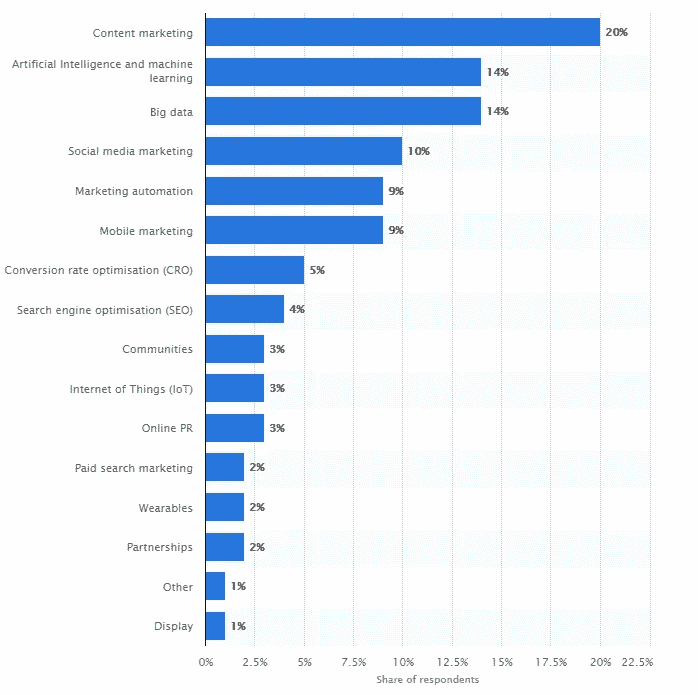 Content marketing
20%
Artificial Intelligence and machine
learning
14%
Big data
14%
Social media marketing
10%
Marketing automation
9%
Mobile marketing
9%
Conversion rate optimisation (CRO)
5%
Search engine optimisation (SEO)
4%
Communities
3%
Internet of Things (IoT)
3%
Online PR
3%
Paid search marketing
2%
Wearables
2%
Partnerships
2%
Other
1%
Display
1%
0% 2.5% 5% 7.5% 10% 12.5% 15% 17.5% 20% 22.5%
Share of respondents